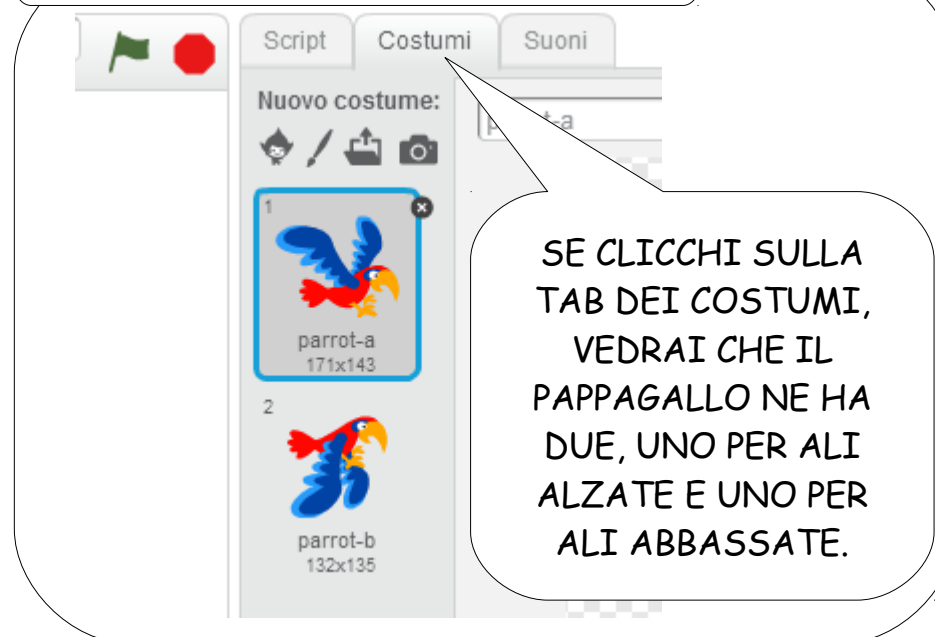 Script Costumi Suoni
Nuovo costume:
parrot-a
1
parrot-a
171x143
2
parrot-b
132x135
SE CLICCHI SULLA
TAB DEI COSTUMI,
VEDRAI CHE IL
PAPPAGALLO NE HA
DUE, UNO PER ALI
ALZATE E UNO PER
ALI ABBASSATE.